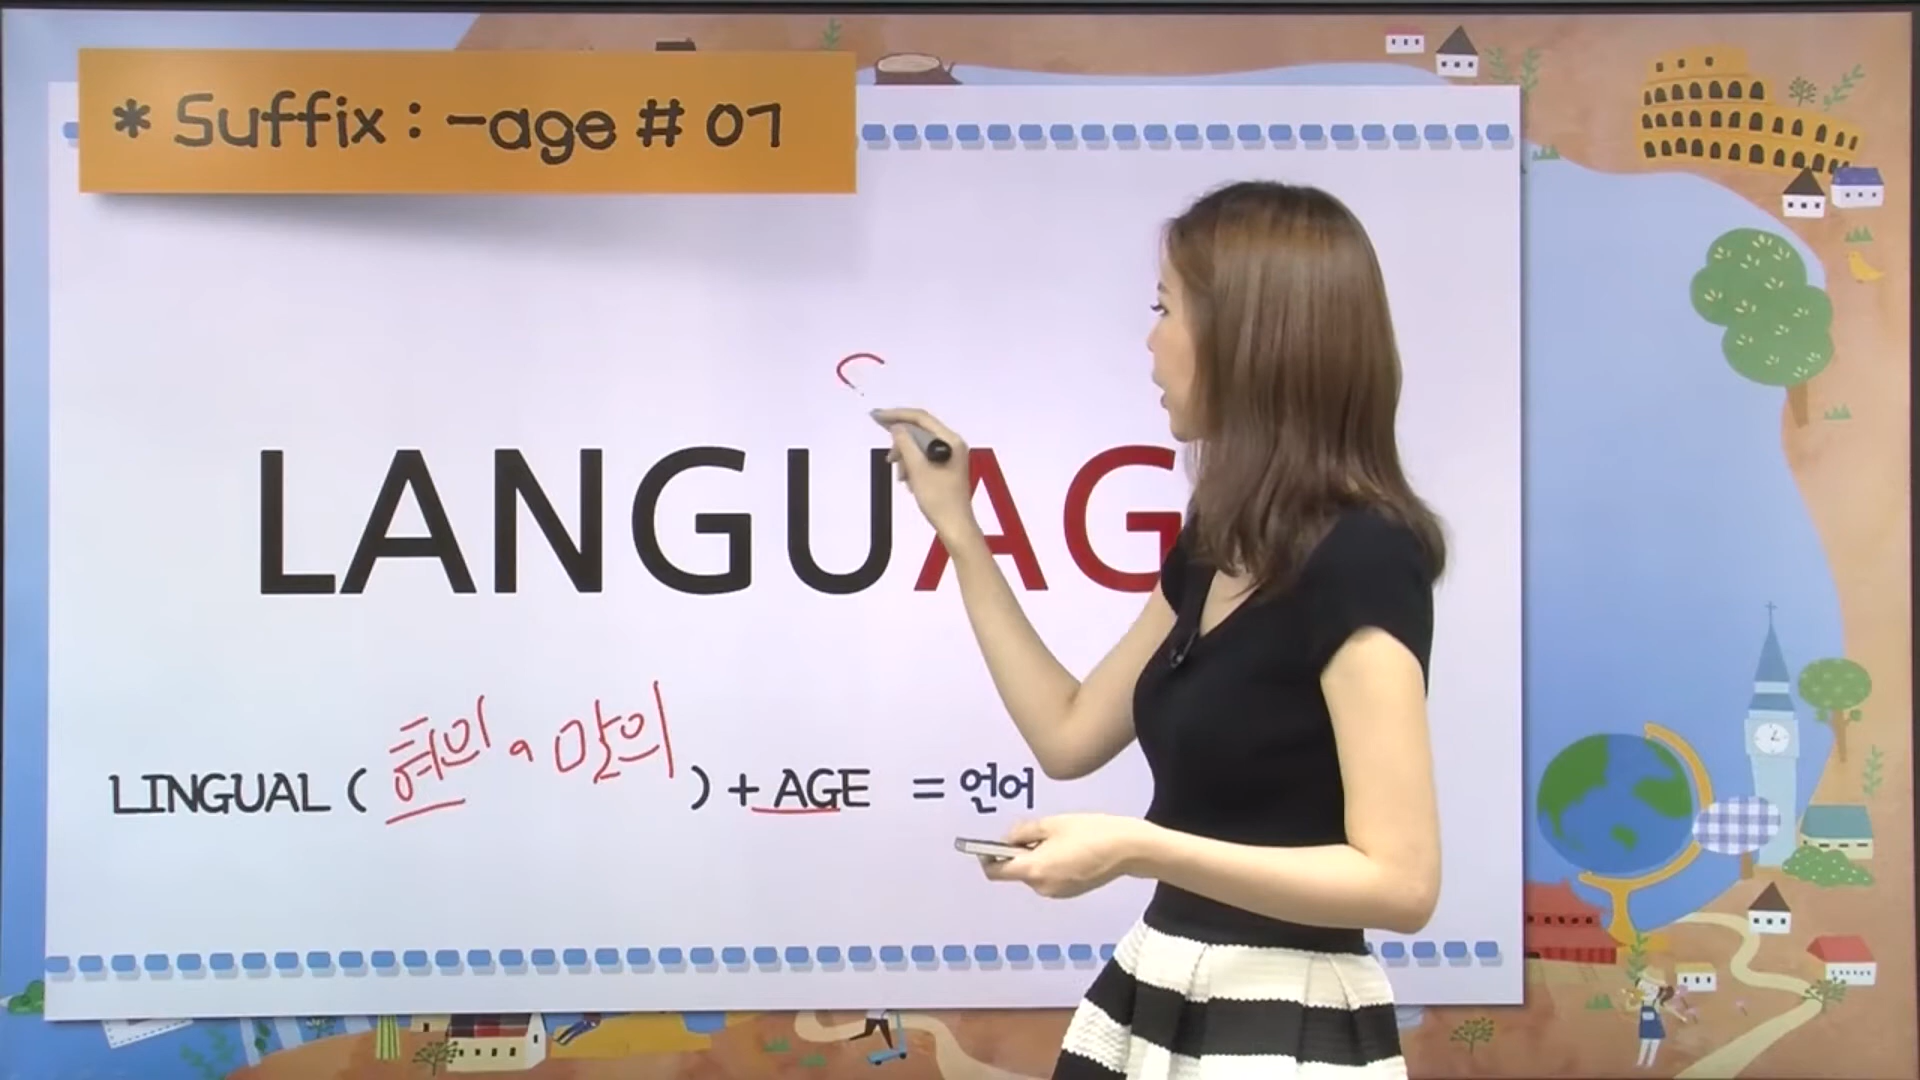 * Suffix : -age # 07
LANGUAG
LINGUAL ( 혀의, 말의 ) + AGE = 언어